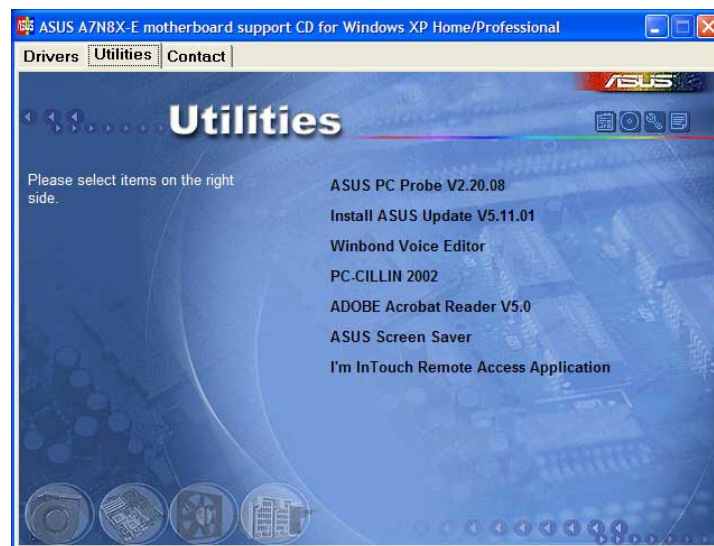 ASUS A7N8X-E motherboard support CD for Windows XP Home/Professional
Drivers Utilities Contact
ASUS
Utilities
Please select items on the right
side.
ASUS PC Probe V2.20.08
Install ASUS Update V5.11.01
Winbond Voice Editor
PC-CILLIN 2002
ADOBE Acrobat Reader V5.0
ASUS Screen Saver
I'm InTouch Remote Access Application